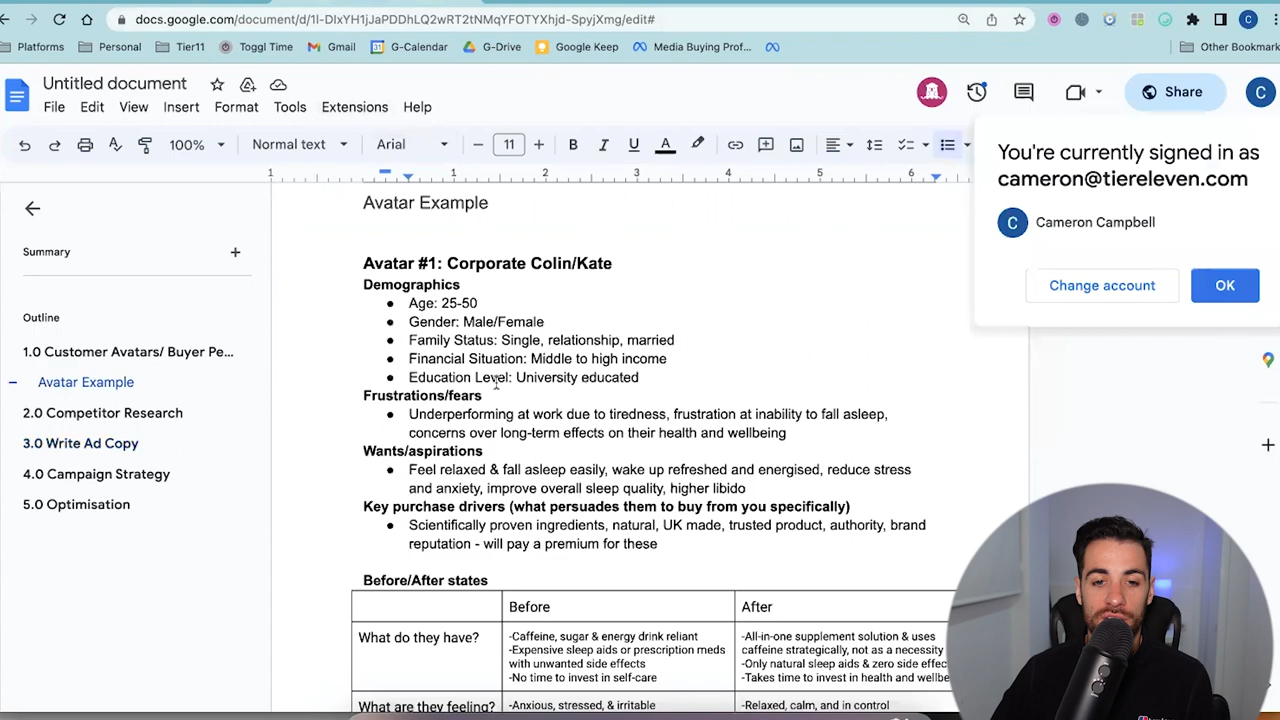 docs.google.com/document/d/1l-DIxYH1jJaPDDhLQ2wRT2tNMqYFOTYXhjd-SpyjXmg/edit#
Platforms Personal Tier11 Toggl Time Gmail G-Calendar G-Drive Google Keep Media Buying Prof... Other Bookmark
Untitled document
File Edit View Insert Format Tools Extensions Help
Share
C
100% Normal text Arial 11
1 1 2 3 4 5 6
You're currently signed in as
cameron@tiereleven.com
C Cameron Campbell
Change account OK
Summary
Outline
1.0 Customer Avatars/ Buyer Pe...
Avatar Example
2.0 Competitor Research
3.0 Write Ad Copy
4.0 Campaign Strategy
5.0 Optimisation
Avatar Example
Avatar #1: Corporate Colin/Kate
Demographics
● Age: 25-50
● Gender: Male/Female
● Family Status: Single, relationship, married
● Financial Situation: Middle to high income
● Education Level: University educated
Frustrations/fears
● Underperforming at work due to tiredness, frustration at inability to fall asleep,
concerns over long-term effects on their health and wellbeing
Wants/aspirations
● Feel relaxed & fall asleep easily, wake up refreshed and energised, reduce stress
and anxiety, improve overall sleep quality, higher libido
Key purchase drivers (what persuades them to buy from you specifically)
● Scientifically proven ingredients, natural, UK made, trusted product, authority, brand
reputation - will pay a premium for these
Before/After states
Before After
What do they have?
-Caffeine, sugar & energy drink reliant
-Expensive sleep aids or prescription meds
with unwanted side effects
-No time to invest in self-care
-All-in-one supplement solution & uses
caffeine strategically, not as a necessity
-Only natural sleep aids & zero side effec
-Takes time to invest in health and wellbe
What are they feeling? -Anxious, stressed, & irritable -Relaxed, calm, and in control